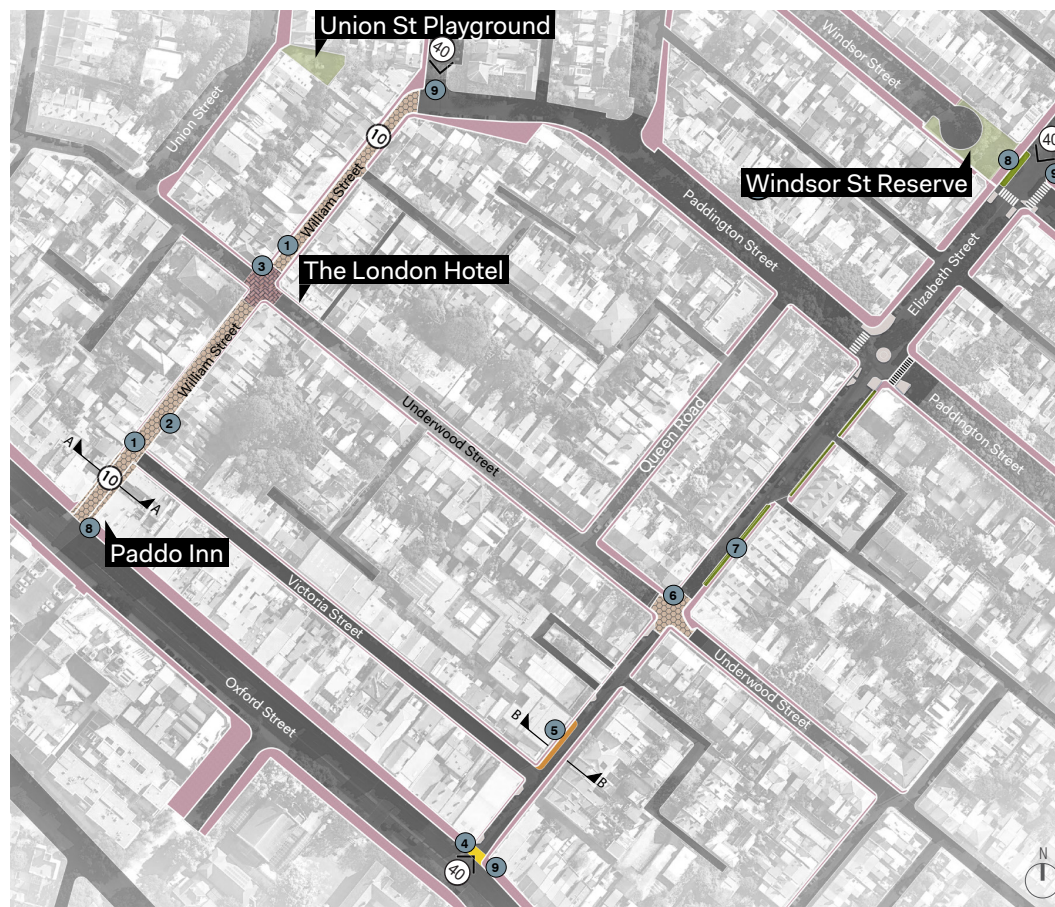 Union St Playground
40
9
10
Windsor Street
Union Street
William Street
8
40
9
Windsor St Reserve
Paddington Street
Elizabeth Street
1
3
The London Hotel
William Street
Underwood Street
Queen Road
Paddington Street
2
1
A
10
A
8
Paddo Inn
7
6
Victoria Street
Underwood Street
Oxford Street
B
5
B
4
9
40
N